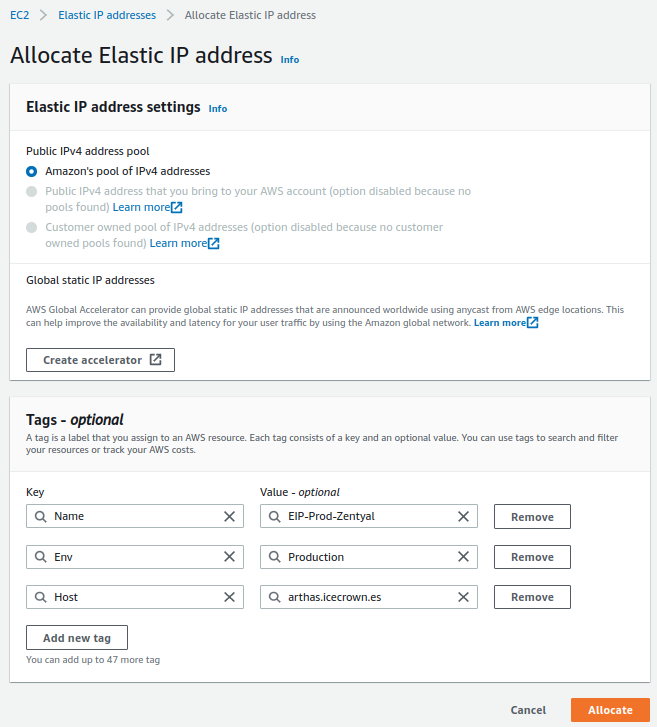 EC2 > Elastic IP addresses > Allocate Elastic IP address
Allocate Elastic IP address Info
Elastic IP address settings Info
Public IPv4 address pool
Amazon's pool of IPv4 addresses
Public IPv4 address that you bring to your AWS account (option disabled because no
pools found) Learn more
Customer owned pool of IPv4 addresses (option disabled because no customer
owned pools found) Learn more
Global static IP addresses
AWS Global Accelerator can provide global static IP addresses that are announced worldwide using anycast from AWS edge locations. This
can help improve the availability and latency for your user traffic by using the Amazon global network. Learn more
Create accelerator
Tags - optional
A tag is a label that you assign to an AWS resource. Each tag consists of a key and an optional value. You can use tags to search and filter
your resources or track your AWS costs.
Key Value - optional
Name EIP-Prod-Zentyal Remove
Env Production Remove
Host arthas.icecrown.es Remove
Add new tag
You can add up to 47 more tag
Cancel Allocate